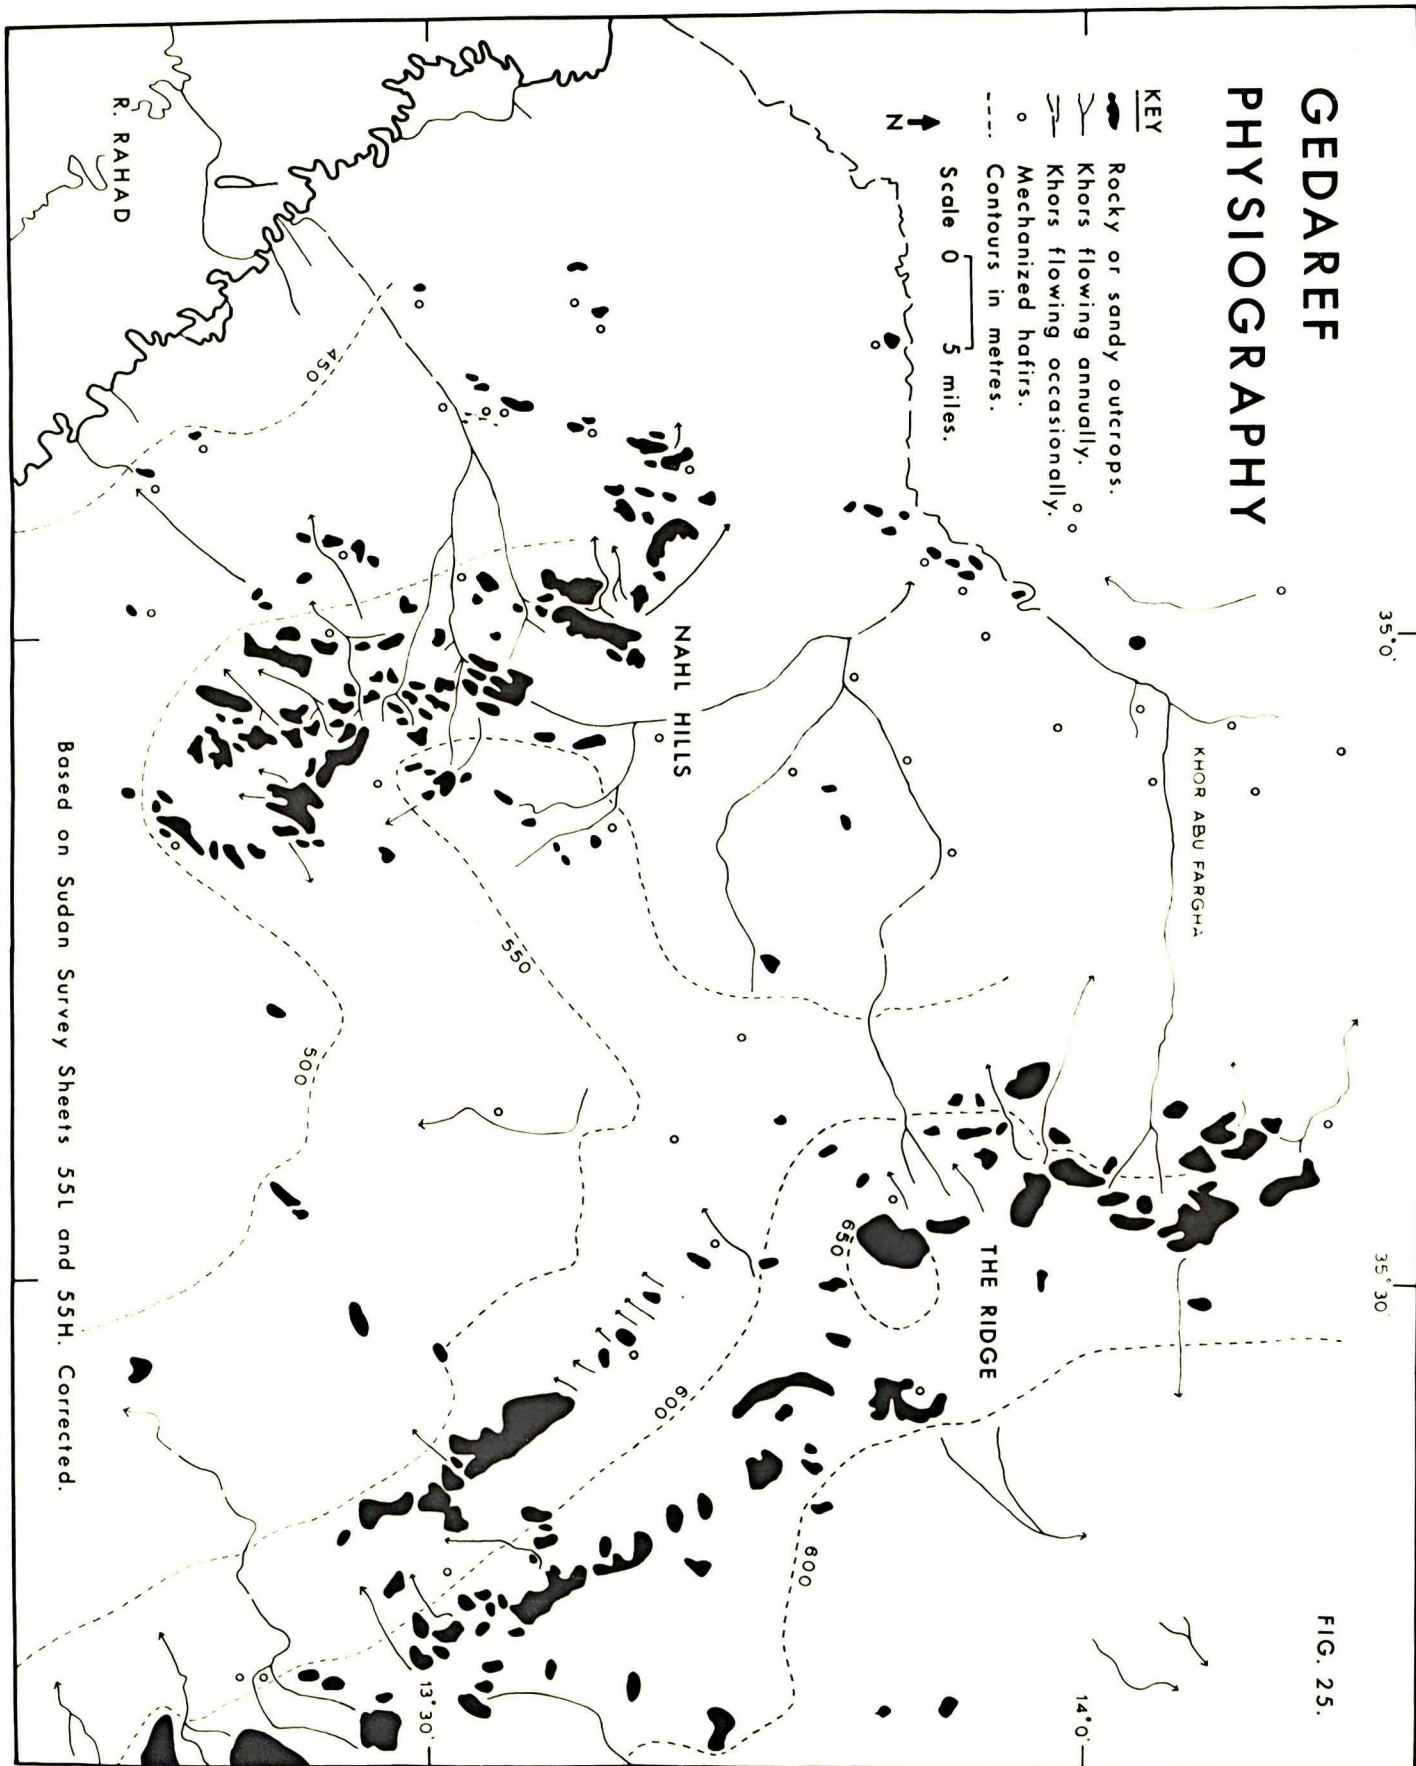 GEDAREF
PHYSIOGRAPHY
KEY
Rocky or sandy outcrops.
Khors flowing annually.
Khors flowing occasionally.
Mechanized hafirs.
Contours in metres.
N
Scale 0 5 miles.
FIG. 25.
35°0'
35°30'
14°0'
13°30'
KHOR ABU FARGHA
THE RIDGE
NAHL HILLS
R. RAHAD
650
600
600
550
500
450
Based on Sudan Survey Sheets 55L and 55H. Corrected.